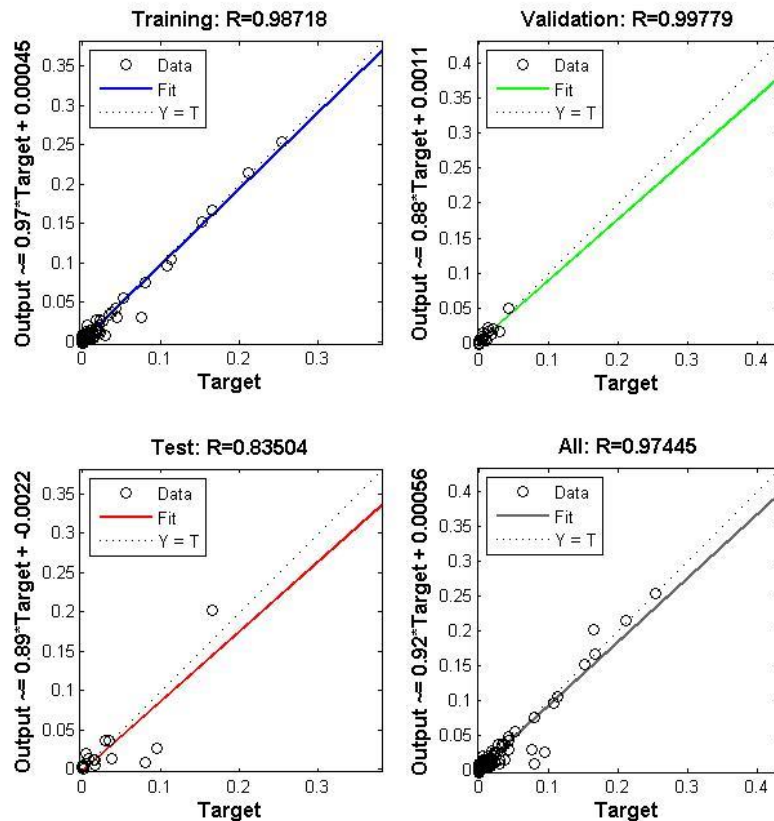 Training: R=0.98718
Output ~= 0.97*Target + 0.00045
0.35
0.3
0.25
0.2
0.15
0.1
0.05
0
Data
Fit
Y = T
0 0.1 0.2 0.3
Target
Validation: R=0.99779
Output ~= 0.88*Target + 0.0011
0.4
0.35
0.3
0.25
0.2
0.15
0.1
0.05
0
Data
Fit
Y = T
0 0.1 0.2 0.3 0.4
Target
Test: R=0.83504
Output ~= 0.89*Target + -0.0022
0.35
0.3
0.25
0.2
0.15
0.1
0.05
0
Data
Fit
Y = T
0 0.1 0.2 0.3
Target
All: R=0.97445
Output ~= 0.92*Target + 0.00056
0.4
0.35
0.3
0.25
0.2
0.15
0.1
0.05
0
Data
Fit
Y = T
0 0.1 0.2 0.3 0.4
Target